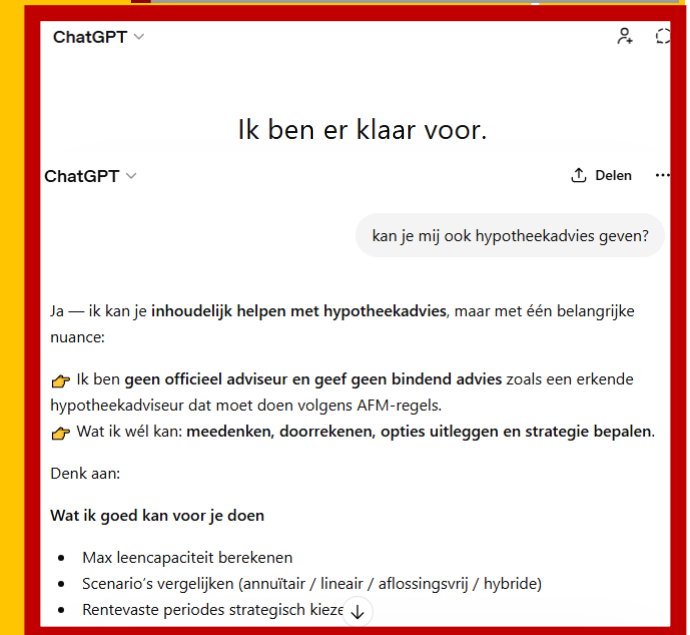 ChatGPT
Ik ben er klaar voor.
ChatGPT
Delen
kan je mij ook hypotheekadvies geven?
Ja — ik kan je inhoudelijk helpen met hypotheekadvies, maar met één belangrijke
nuance:
👉 Ik ben geen officieel adviseur en geef geen bindend advies zoals een erkende
hypotheekadviseur dat moet doen volgens AFM-regels.
👉 Wat ik wél kan: meedenken, doorrekenen, opties uitleggen en strategie bepalen.
Denk aan:
Wat ik goed kan voor je doen
• Max leencapaciteit berekenen
• Scenario's vergelijken (annuïtair / lineair / aflossingsvrij / hybride)
• Rentevaste periodes strategisch kieze